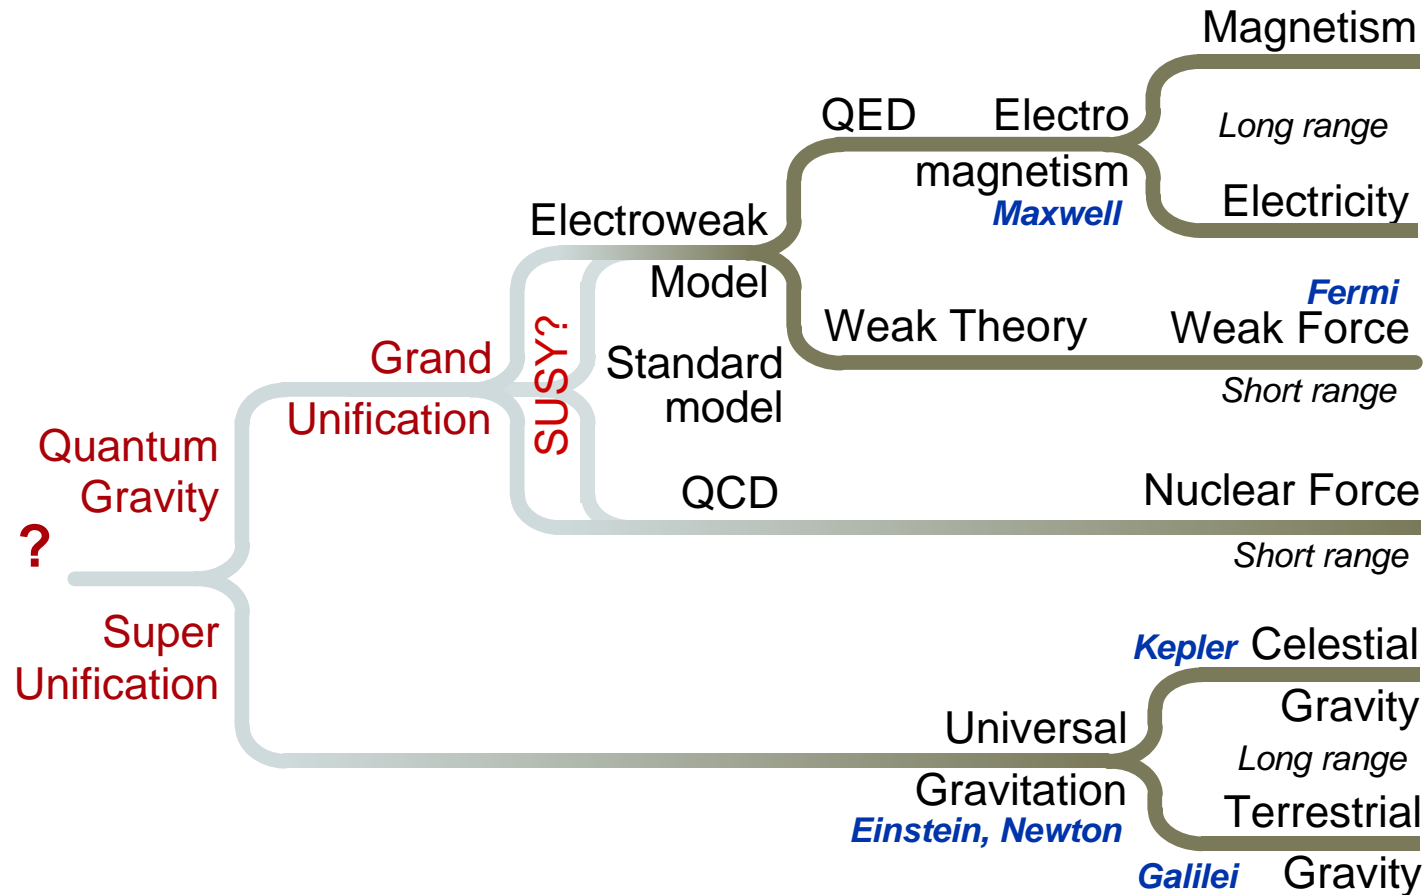 Magnetism
QED
Electro
magnetism
Maxwell
Long range
Electricity
Electroweak
Model
Fermi
Weak Theory
Weak Force
Short range
Grand
Unification
SUSY?
Standard
model
Quantum
Gravity
?
Super
Unification
QCD
Nuclear Force
Short range
Kepler Celestial
Gravity
Long range
Universal
Gravitation
Einstein, Newton
Terrestrial
Galilei Gravity